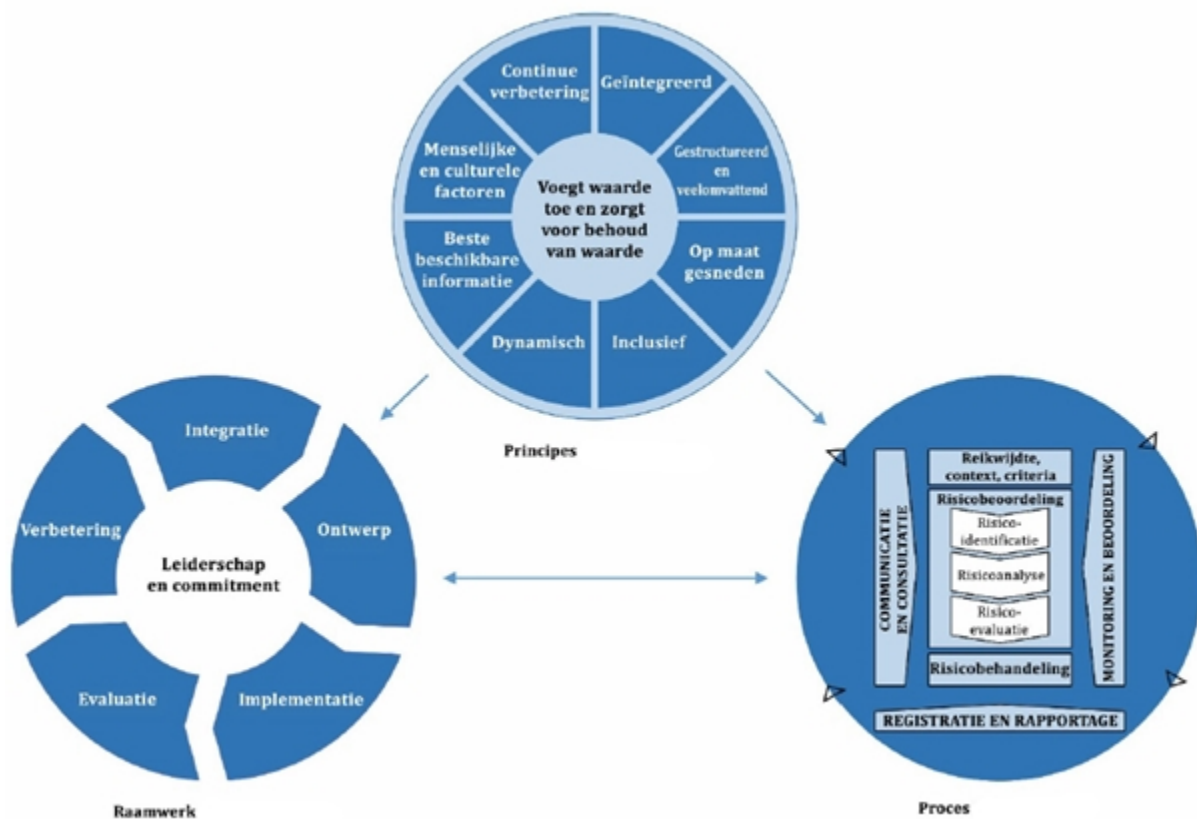 Continue
verbetering
Geïntegreerd
Menselijke
en culturele
factoren
Gestructureerd
en
veelomvattend
Voegt waarde
toe en zorgt
voor behoud
van waarde
Beste
beschikbare
informatie
Op maat
gesneden
Dynamisch
Inclusief
Principes
Integratie
Verbetering
Ontwerp
Leiderschap
en commitment
Evaluatie
Implementatie
Raamwerk
COMMUNICATIE
EN CONSULTATIE
Reikwijdte,
context, criteria
Risicobeoordeling
Risico-
identificatie
Risicoanalyse
Risico-
evaluatie
Risicobehandeling
MONITORING EN BEOORDELING
REGISTRATIE EN RAPPORTAGE
Proces